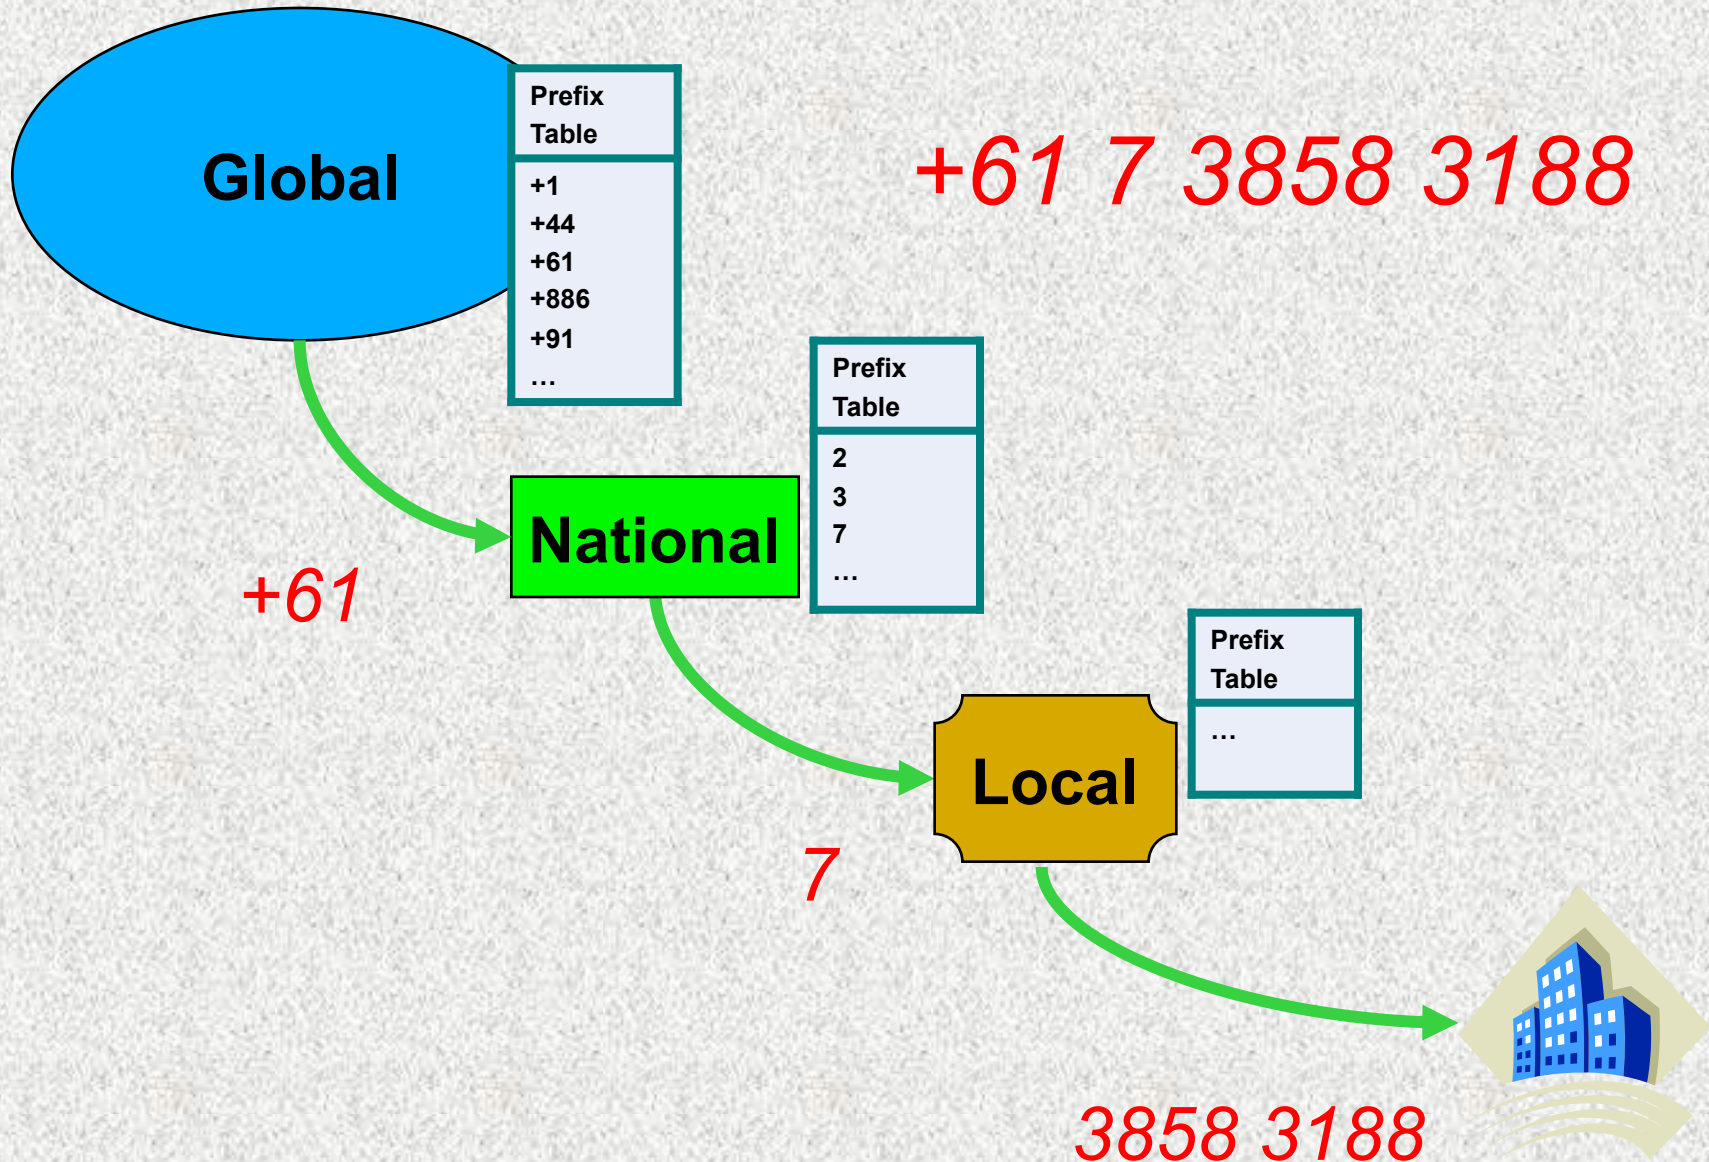 Global
Prefix
Table
+1
+44
+61
+886
+91
…
+61 7 3858 3188
+61
National
Prefix
Table
2
3
7
…
7
Local
Prefix
Table
…
3858 3188